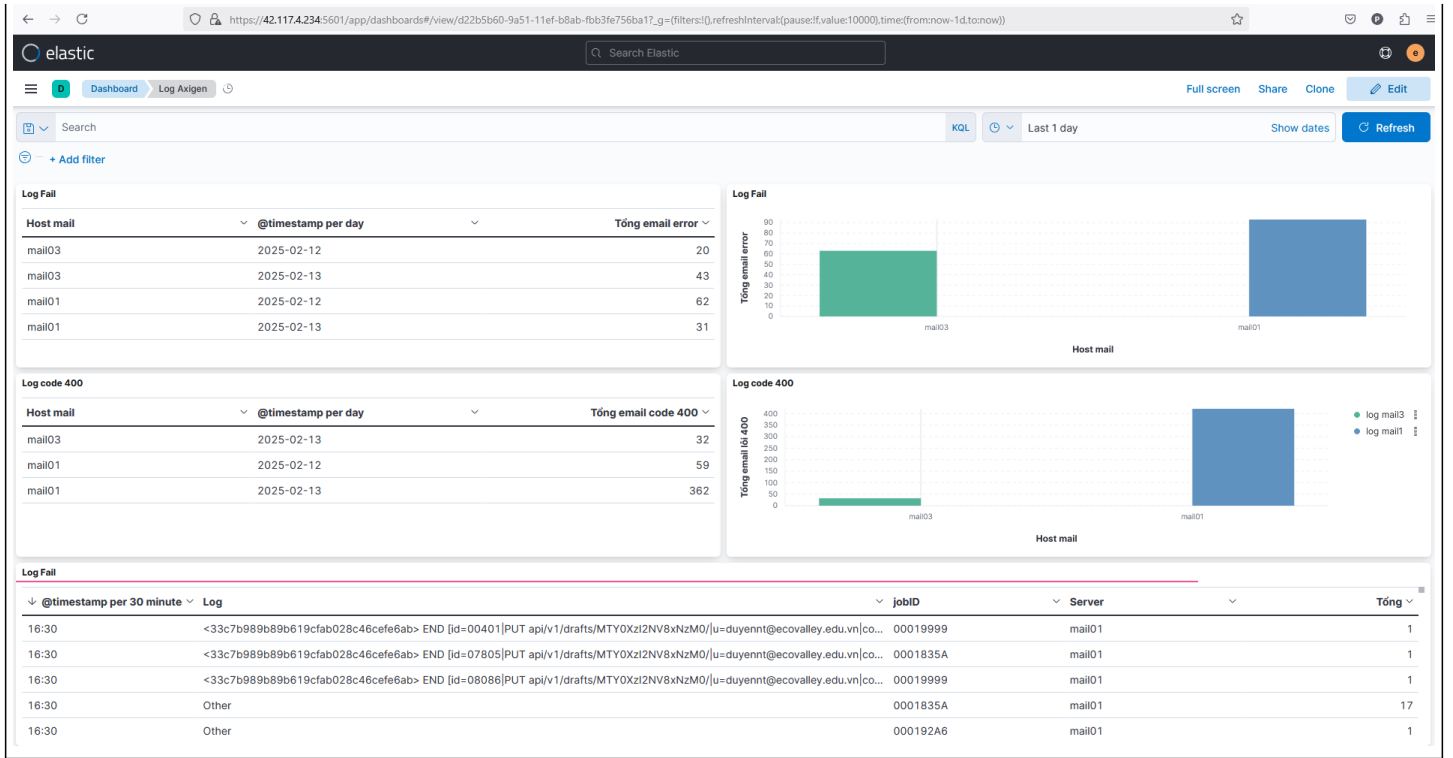 https://42.117.4.234:5601/app/dashboards#/view/d22b5b60-9a51-11ef-b8ab-fbb3fe756ba1?_g=(filters:!(),refreshInterval:(pause:!f,value:10000),time:(from:now-1d,to:now))
elastic
Search Elastic
e
D Dashboard Log Axigen
Full screen Share Clone Edit
Search KQL Last 1 day Show dates Refresh
+ Add filter
Log Fail
Host mail @timestamp per day Tổng email error
mail03 2025-02-12 20
mail03 2025-02-13 43
mail01 2025-02-12 62
mail01 2025-02-13 31
Log Fail
Tổng email error
90
80
70
60
50
40
30
20
10
0
mail03 mail01
Host mail
Log code 400
Host mail @timestamp per day Tổng email code 400
mail03 2025-02-13 32
mail01 2025-02-12 59
mail01 2025-02-13 362
Log code 400
Tổng email lỗi 400
400
350
300
250
200
150
100
50
0
mail03 mail01
Host mail
log mail3
log mail1
Log Fail
@timestamp per 30 minute Log jobID Server Tổng
16:30 <33c7b989b89b619cfab028c46cefe6ab> END [id=00401|PUT api/v1/drafts/MTY0XzI2NV8xNzM0/|u=duyennt@ecovalley.edu.vn|co... 00019999 mail01 1
16:30 <33c7b989b89b619cfab028c46cefe6ab> END [id=07805|PUT api/v1/drafts/MTY0XzI2NV8xNzM0/|u=duyennt@ecovalley.edu.vn|co... 0001835A mail01 1
16:30 <33c7b989b89b619cfab028c46cefe6ab> END [id=08086|PUT api/v1/drafts/MTY0XzI2NV8xNzM0/|u=duyennt@ecovalley.edu.vn|co... 00019999 mail01 1
16:30 Other 0001835A mail01 17
16:30 Other 000192A6 mail01 1